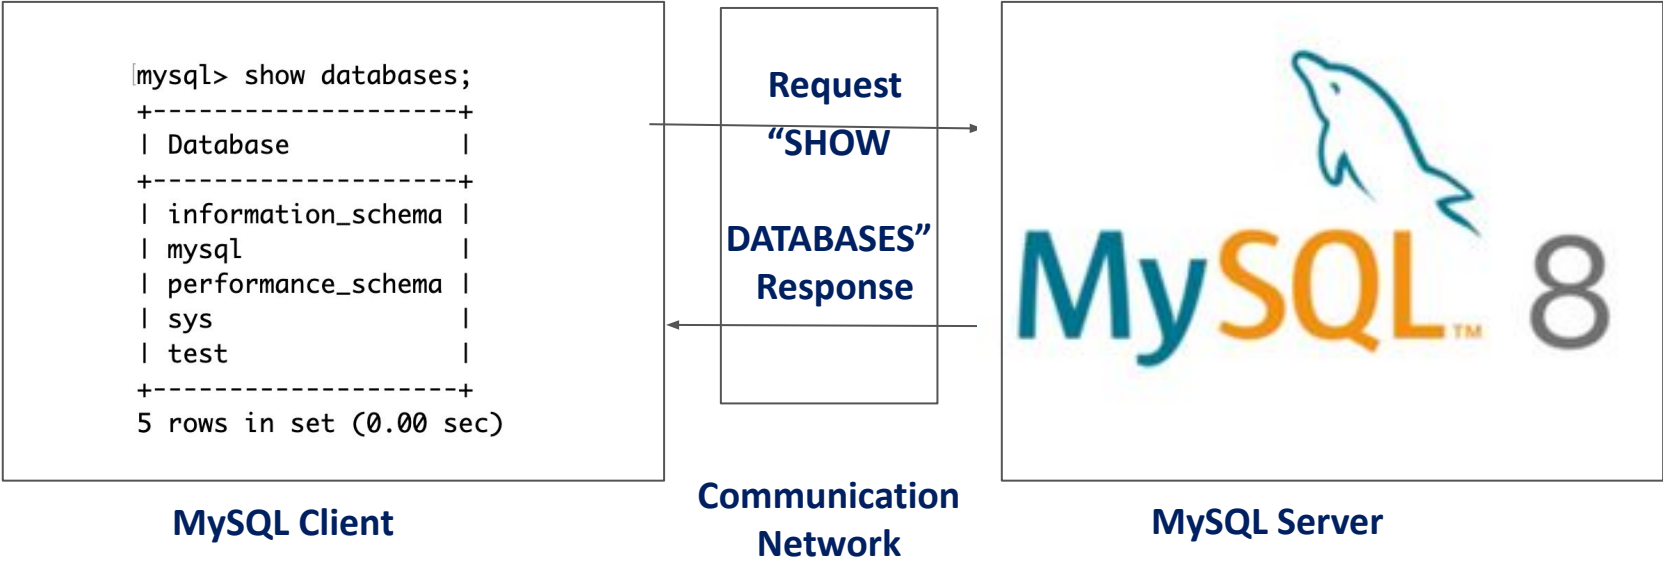 mysql> show databases;
+--------------------+
| Database           |
+--------------------+
| information_schema |
| mysql              |
| performance_schema |
| sys                |
| test               |
+--------------------+
5 rows in set (0.00 sec)
MySQL Client
Request
“SHOW
DATABASES”
Response
Communication
Network
MySQL™ 8
MySQL Server